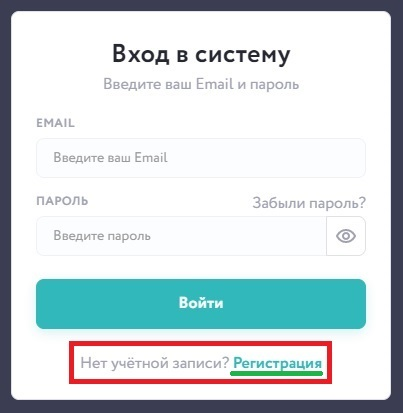 Вход в систему
Введите ваш Email и пароль
EMAIL
Введите ваш Email
ПАРОЛЬ Забыли пароль?
Введите пароль
Войти
Нет учётной записи? Регистрация